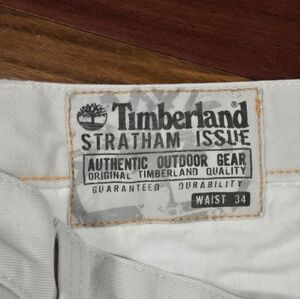 Timberland®
STRATHAM ISSUE
AUTHENTIC OUTDOOR GEAR
ORIGINAL TIMBERLAND QUALITY
GUARANTEED DURABILITY
WAIST 34